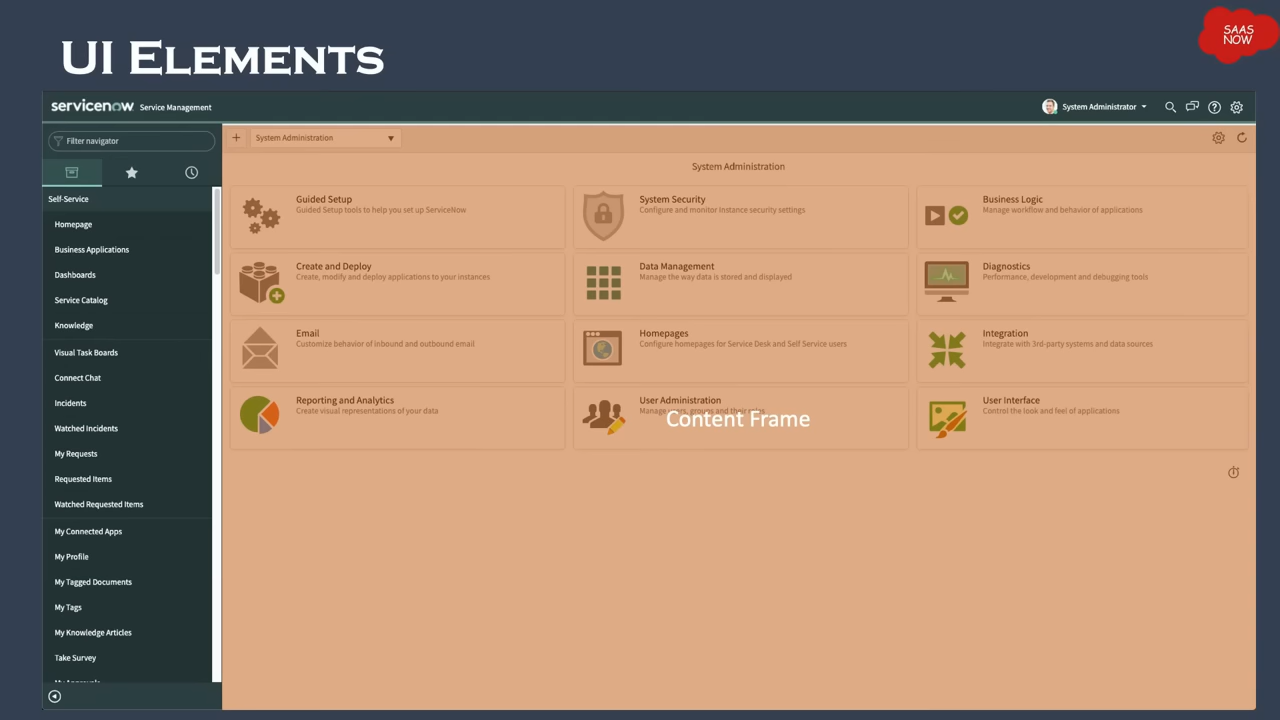 UI Elements
SAAS
NOW
servicenow Service Management
System Administrator
Filter navigator
System Administration
System Administration
Self-Service
Homepage
Business Applications
Dashboards
Service Catalog
Knowledge
Visual Task Boards
Connect Chat
Incidents
Watched Incidents
My Requests
Requested Items
Watched Requested Items
My Connected Apps
My Profile
My Tagged Documents
My Tags
My Knowledge Articles
Take Survey
Guided Setup
Guided Setup tools to help you set up ServiceNow
System Security
Configure and monitor instance security settings
Business Logic
Manage workflow and behavior of applications
Create and Deploy
Create, modify and deploy applications to your instances
Data Management
Manage the way data is stored and displayed
Diagnostics
Performance, development and debugging tools
Email
Customize behavior of inbound and outbound email
Homepages
Configure homepages for Service Desk and Self Service users
Integration
Integrate with 3rd-party systems and data sources
Reporting and Analytics
Create visual representations of your data
User Administration
Manage users, groups and their roles
Content Frame
User Interface
Control the look and feel of applications